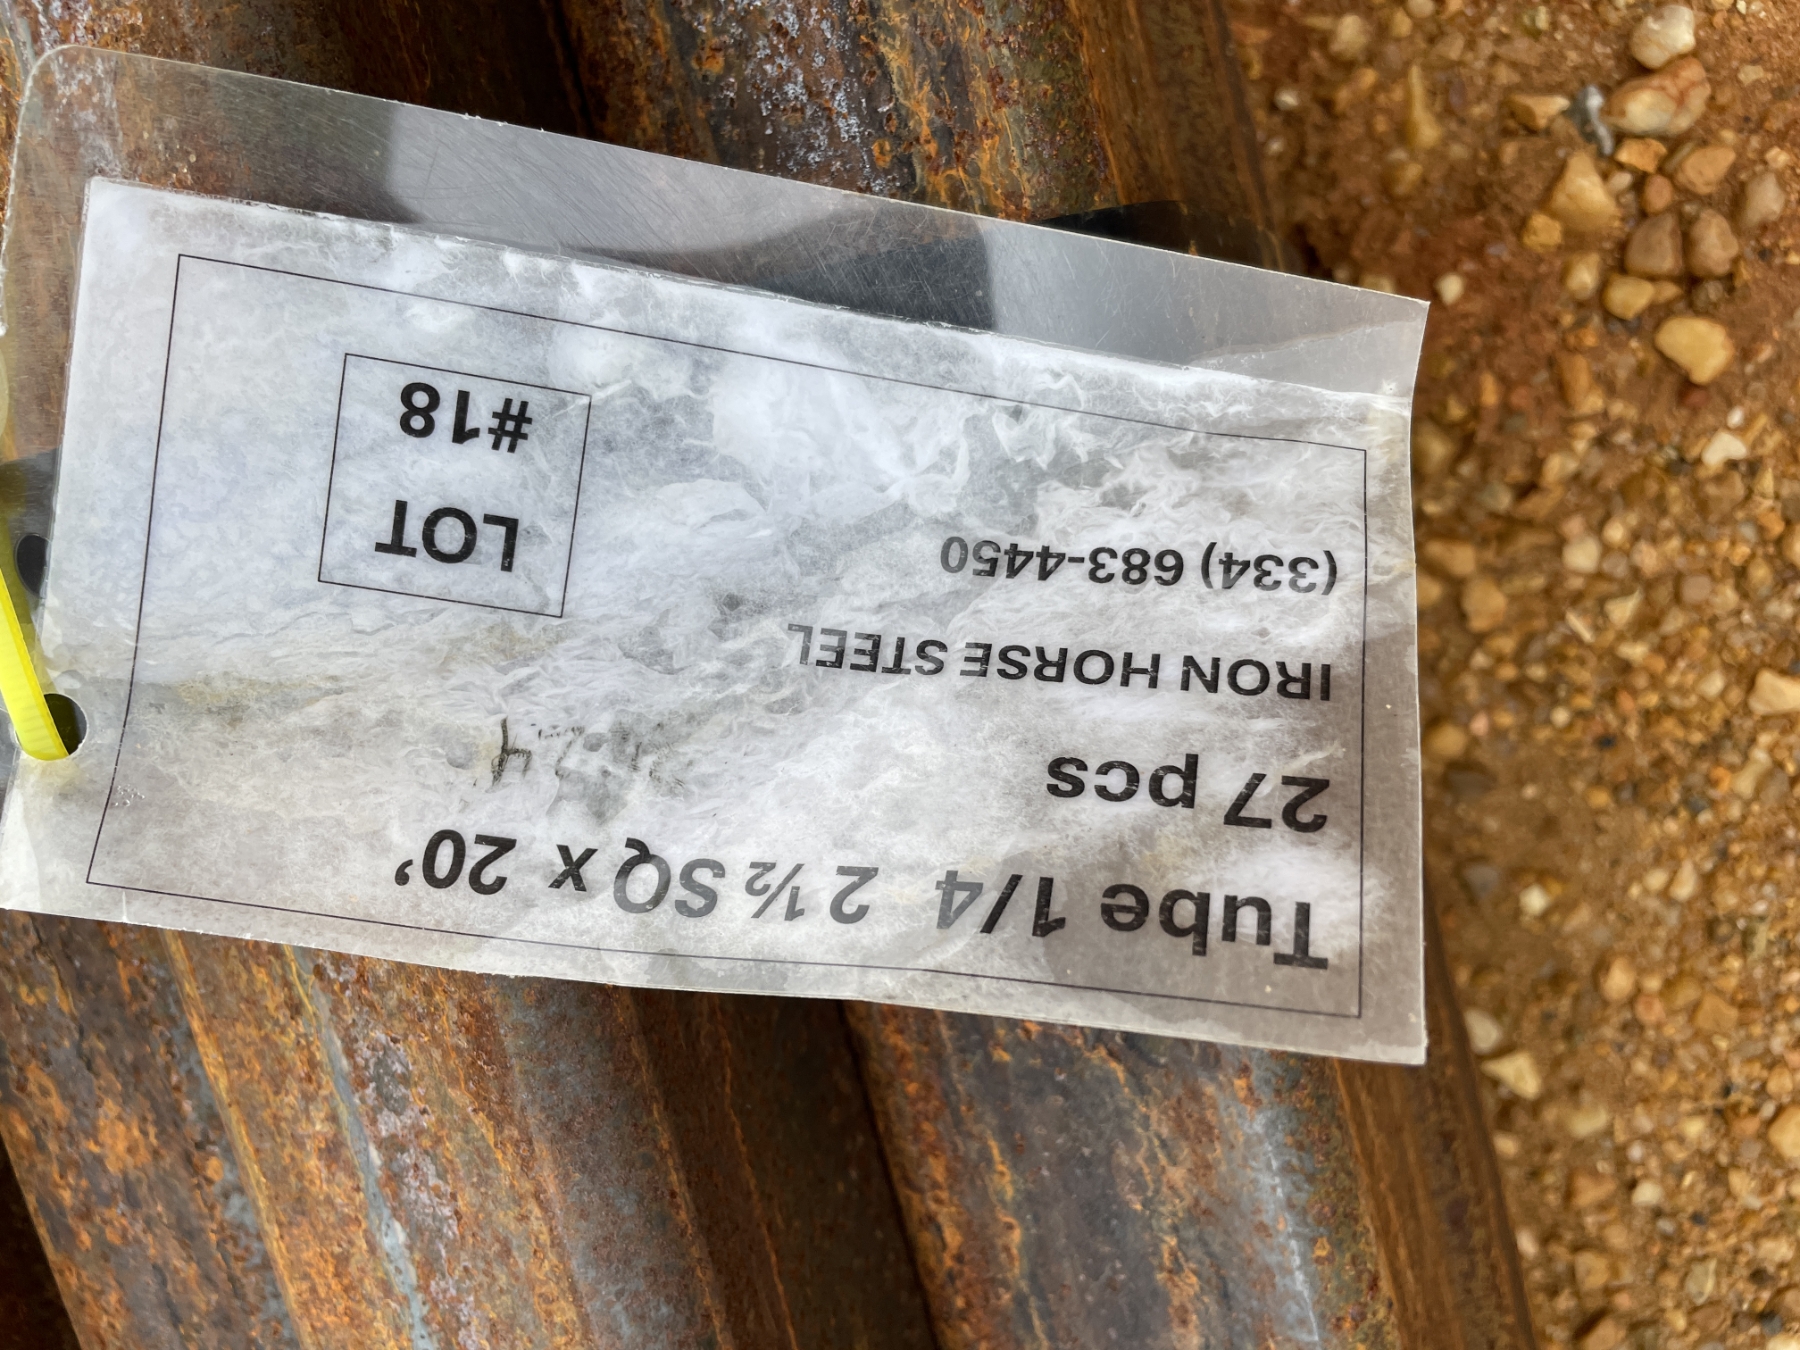 Tube 1/4 2 ½ SQ x 20’
27 pcs
IRON HORSE STEEL
(334) 683-4450
LOT
#18